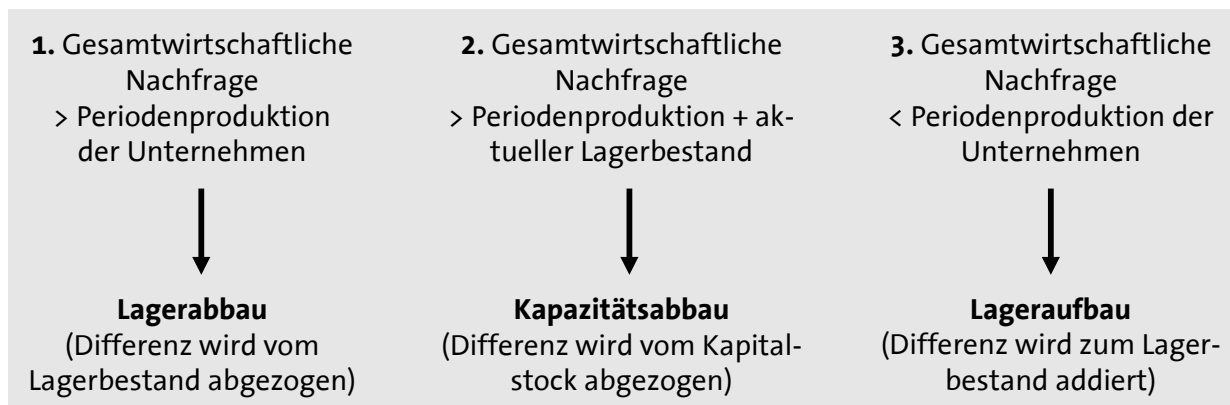 1. Gesamtwirtschaftliche
Nachfrage
> Periodenproduktion
der Unternehmen
Lagerabbau
(Differenz wird vom
Lagerbestand abgezogen)
2. Gesamtwirtschaftliche
Nachfrage
> Periodenproduktion + ak-
tueller Lagerbestand
Kapazitätsabbau
(Differenz wird vom Kapital-
stock abgezogen)
3. Gesamtwirtschaftliche
Nachfrage
< Periodenproduktion der
Unternehmen
Lageraufbau
(Differenz wird zum Lager-
bestand addiert)